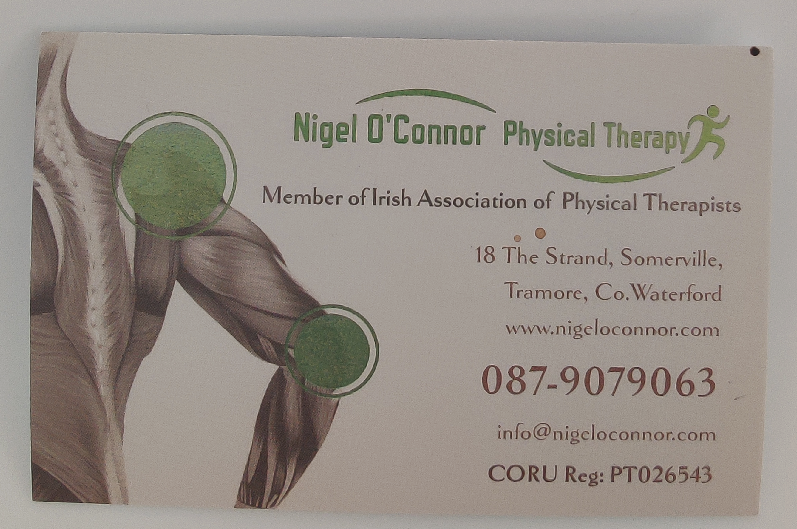 Nigel O'Connor Physical Therapy
Member of Irish Association of Physical Therapists
18 The Strand, Somerville,
Tramore, Co.Waterford
www.nigeloconnor.com
087-9079063
info@nigeloconnor.com
CORU Reg: PT026543